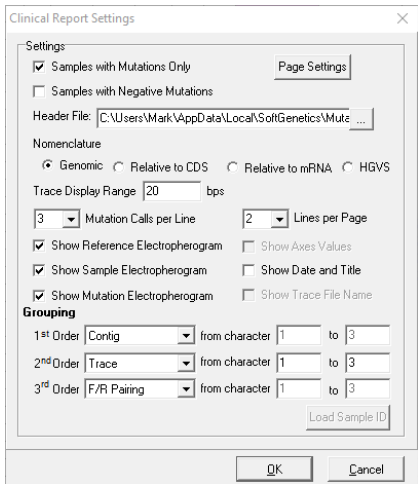 Clinical Report Settings
Settings
Samples with Mutations Only
Page Settings
Samples with Negative Mutations
Header File: C:\Users\Mark\AppData\Local\SoftGenetics\Muta ...
Nomenclature
Genomic Relative to CDS Relative to mRNA HGVS
Trace Display Range 20 bps
3 Mutation Calls per Line 2 Lines per Page
Show Reference Electropherogram Show Axes Values
Show Sample Electropherogram Show Date and Title
Show Mutation Electropherogram Show Trace File Name
Grouping
1st Order Contig from character 1 to 3
2nd Order Trace from character 1 to 3
3rd Order F/R Pairing from character 1 to 3
Load Sample ID
OK Cancel